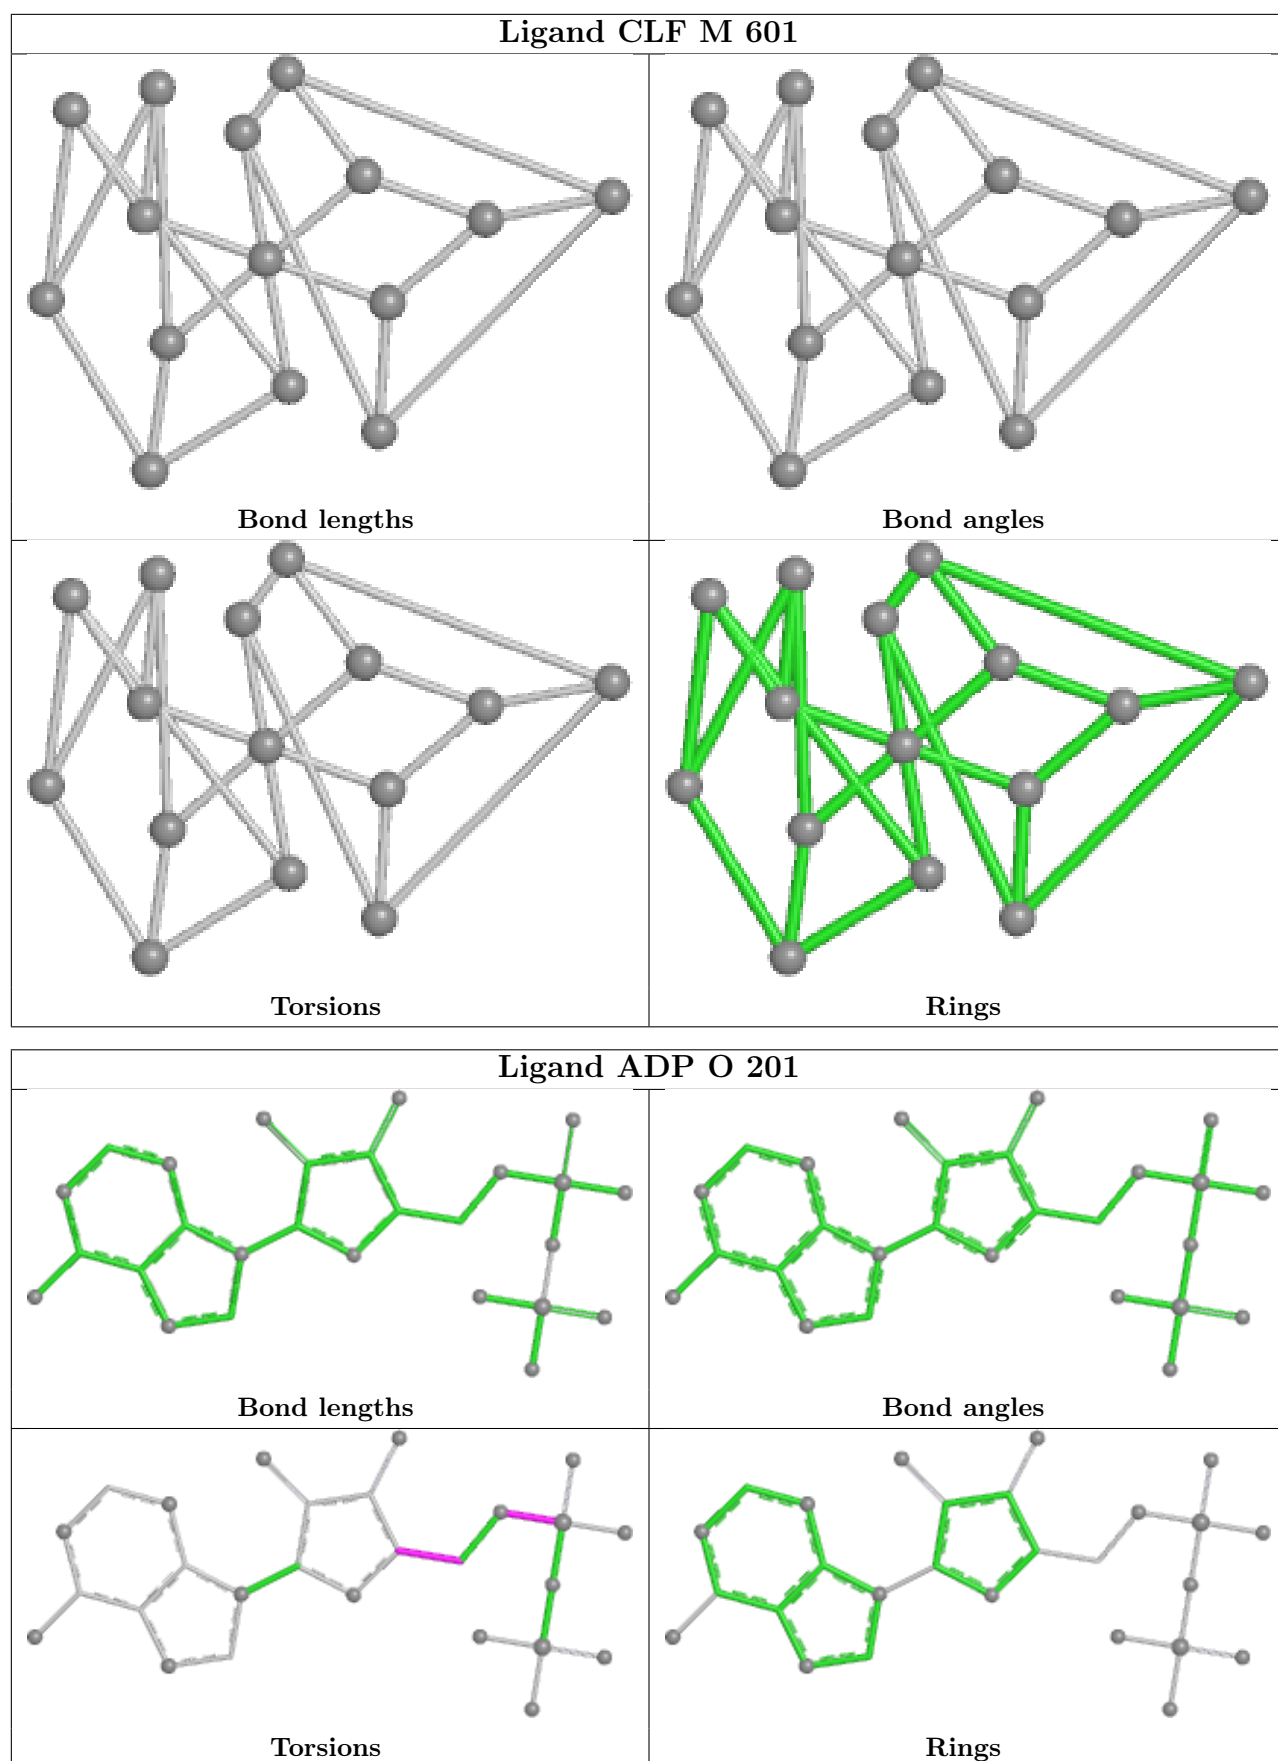 Ligand CLF M 601
Bond lengths
Bond angles
Torsions
Rings
Ligand ADP O 201
Bond lengths
Bond angles
Torsions
Rings